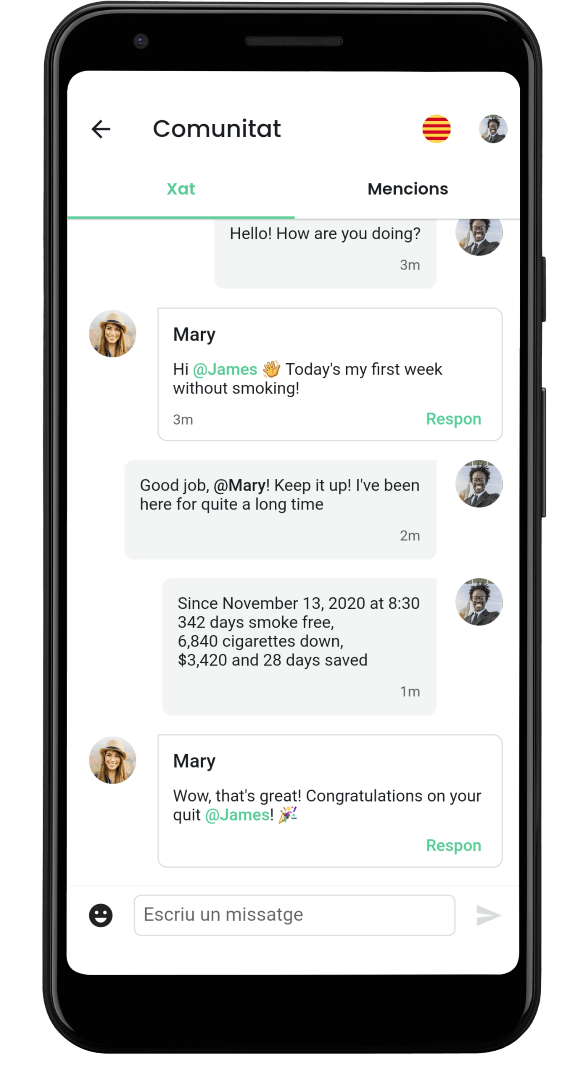 Comunitat
Xat
Mencions
Hello! How are you doing?
3m
Mary
Hi @James 👋 Today's my first week
without smoking!
3m
Respon
Good job, @Mary! Keep it up! I've been
here for quite a long time
2m
Since November 13, 2020 at 8:30
342 days smoke free,
6,840 cigarettes down,
$3,420 and 28 days saved
1m
Mary
Wow, that's great! Congratulations on your
quit @James! 🎉
Respon
Escriu un missatge